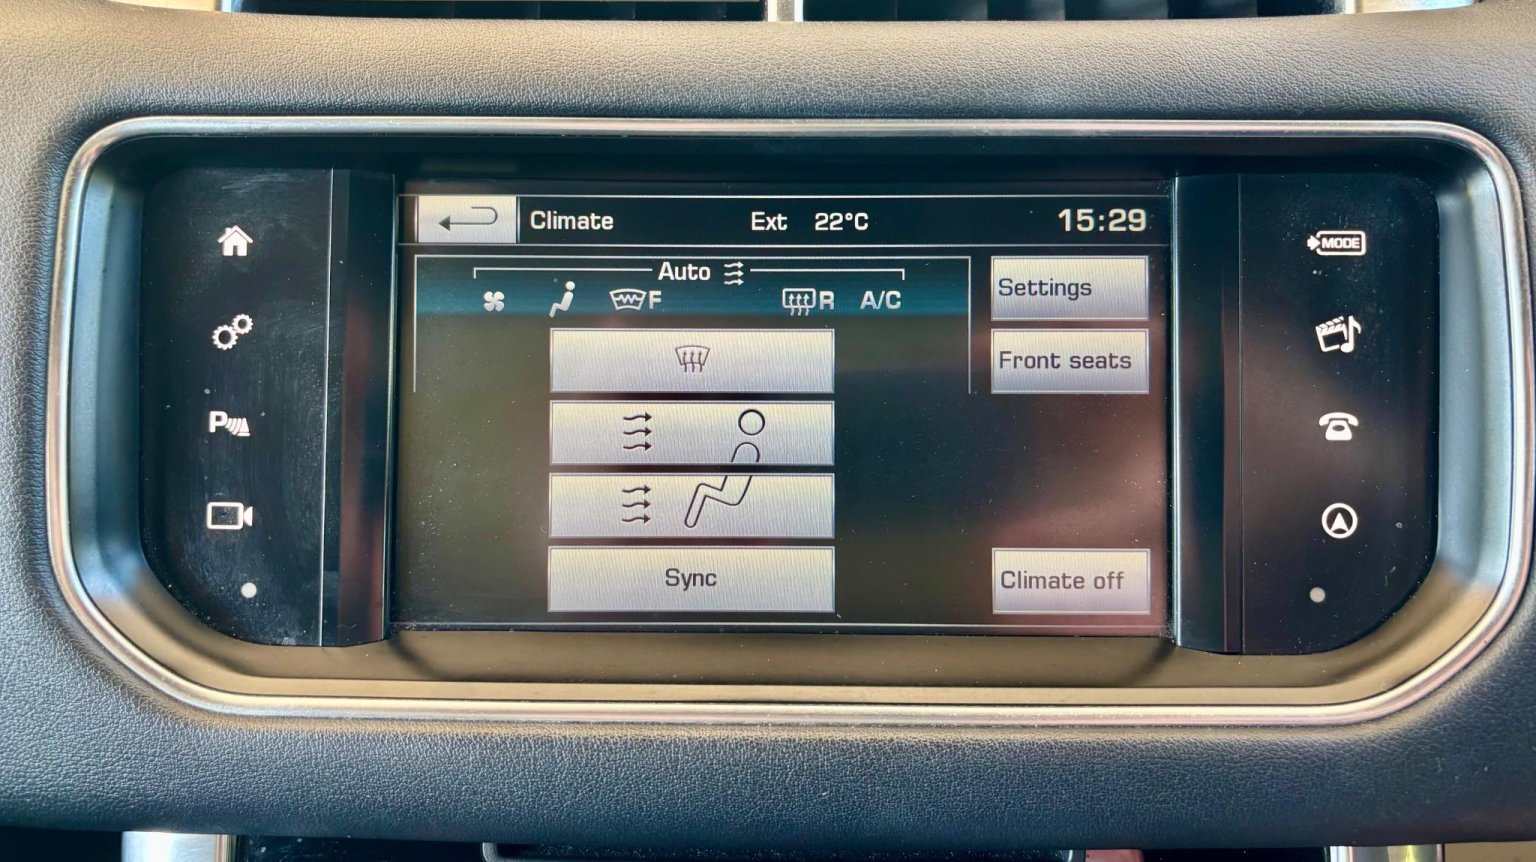 Climate Ext 22°C 15:29
MODE
Auto
F R A/C
Settings
Front seats
P
Sync
Climate off